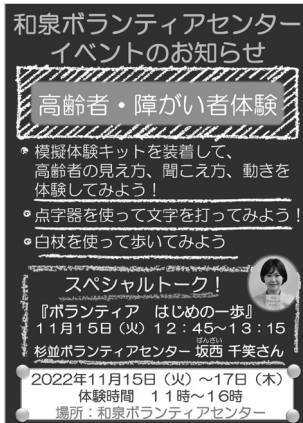 和泉ボランティアセンター
イベントのお知らせ
高齢者・障がい者体験
模擬体験キットを装着して、
高齢者の見え方、聞こえ方、動きを
体験してみよう！
点字器を使って文字を打ってみよう！
白杖を使って歩いてみよう
スペシャルトーク！
『ボランティア　はじめの一歩』
11月15日（火）12：45～13：15
ばんざい
杉並ボランティアセンター 坂西 千笑さん
2022年11月15日（火）～17日（木）
体験時間　11時～16時
場所：和泉ボランティアセンター